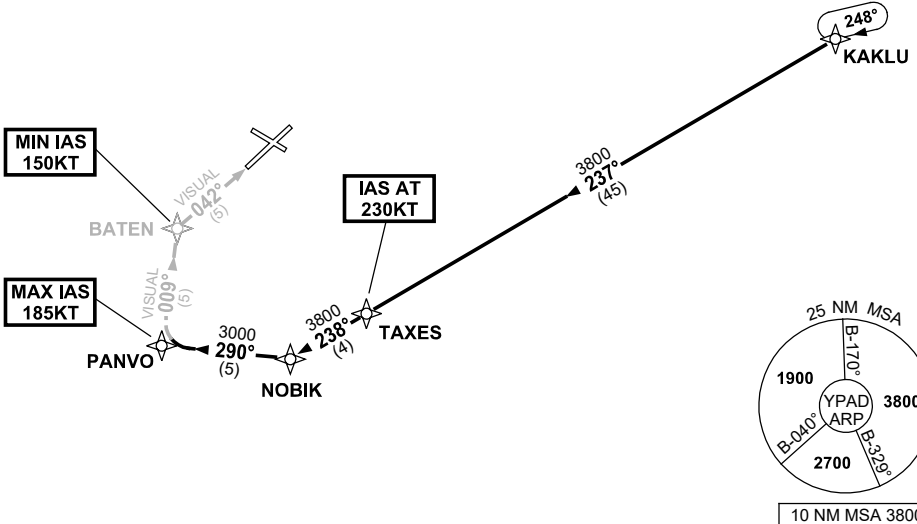 248°
KAKLU
MIN IAS
150KT
VISUAL
042°
(5)
3800
237°
(45)
IAS AT
230KT
BATEN
MAX IAS
185KT
VISUAL
009°
(5)
PANVO
3000
290°
(5)
NOBIK
3800
238°
(4)
TAXES
25 NM MSA
B-170°
1900
3800
YPAD
ARP
B-040°
B-329°
2700
10 NM MSA 3800